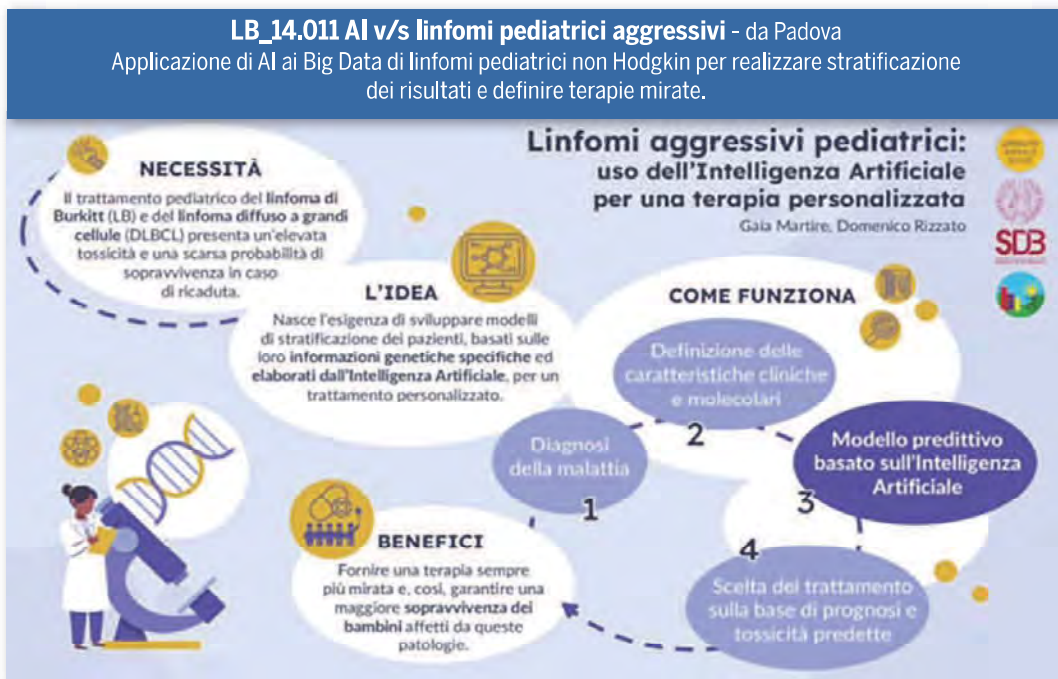 LB_14.011 AI v/s linfomi pediatrici aggressivi - da Padova
Applicazione di AI ai Big Data di linfomi pediatrici non Hodgkin per realizzare stratificazione
dei risultati e definire terapie mirate.
Linfomi aggressivi pediatrici:
uso dell'Intelligenza Artificiale
per una terapia personalizzata
Gaia Martire, Domenico Rizzato
SDB
NECESSITÀ
Il trattamento pediatrico del linfoma di
Burkitt (LB) e del linfoma diffuso a grandi
cellule (DLBCL) presenta un'elevata
tossicità e una scarsa probabilità di
sopravvivenza in caso
di ricaduta.
L'IDEA
Nasce l'esigenza di sviluppare modelli
di stratificazione dei pazienti, basati sulle
loro informazioni genetiche specifiche ed
elaborati dall'Intelligenza Artificiale, per un
trattamento personalizzato.
COME FUNZIONA
Diagnosi
della malattia
1
Definizione delle
caratteristiche cliniche
e molecolari
2
Modello predittivo
basato sull'Intelligenza
Artificiale
3
4
Scelta del trattamento
sulla base di prognosi e
tossicità predette
BENEFICI
Fornire una terapia sempre
più mirata e, così, garantire una
maggiore sopravvivenza dei
bambini affetti da queste
patologie.